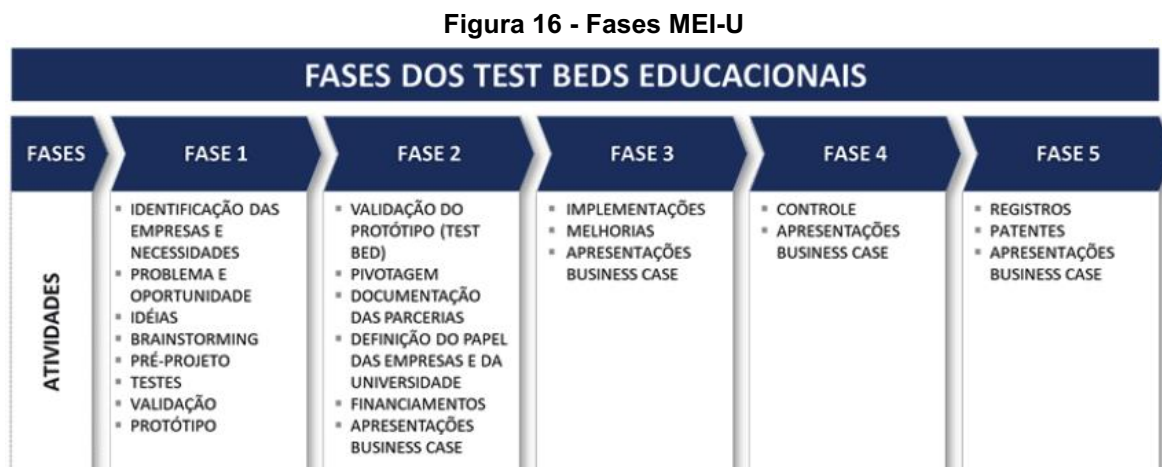 Figura 16 - Fases MEI-U
FASES DOS TEST BEDS EDUCACIONAIS
FASES
FASE 1
FASE 2
FASE 3
FASE 4
FASE 5
ATIVIDADES
▪ IDENTIFICAÇÃO DAS
EMPRESAS E
NECESSIDADES
▪ PROBLEMA E
OPORTUNIDADE
▪ IDÉIAS
▪ BRAINSTORMING
▪ PRÉ-PROJETO
▪ TESTES
▪ VALIDAÇÃO
▪ PROTÓTIPO
▪ VALIDAÇÃO DO
PROTÓTIPO (TEST
BED)
▪ PIVOTAGEM
▪ DOCUMENTAÇÃO
DAS PARCERIAS
▪ DEFINIÇÃO DO PAPEL
DAS EMPRESAS E DA
UNIVERSIDADE
▪ FINANCIAMENTOS
▪ APRESENTAÇÕES
BUSINESS CASE
▪ IMPLEMENTAÇÕES
▪ MELHORIAS
▪ APRESENTAÇÕES
BUSINESS CASE
▪ CONTROLE
▪ APRESENTAÇÕES
BUSINESS CASE
▪ REGISTROS
▪ PATENTES
▪ APRESENTAÇÕES
BUSINESS CASE